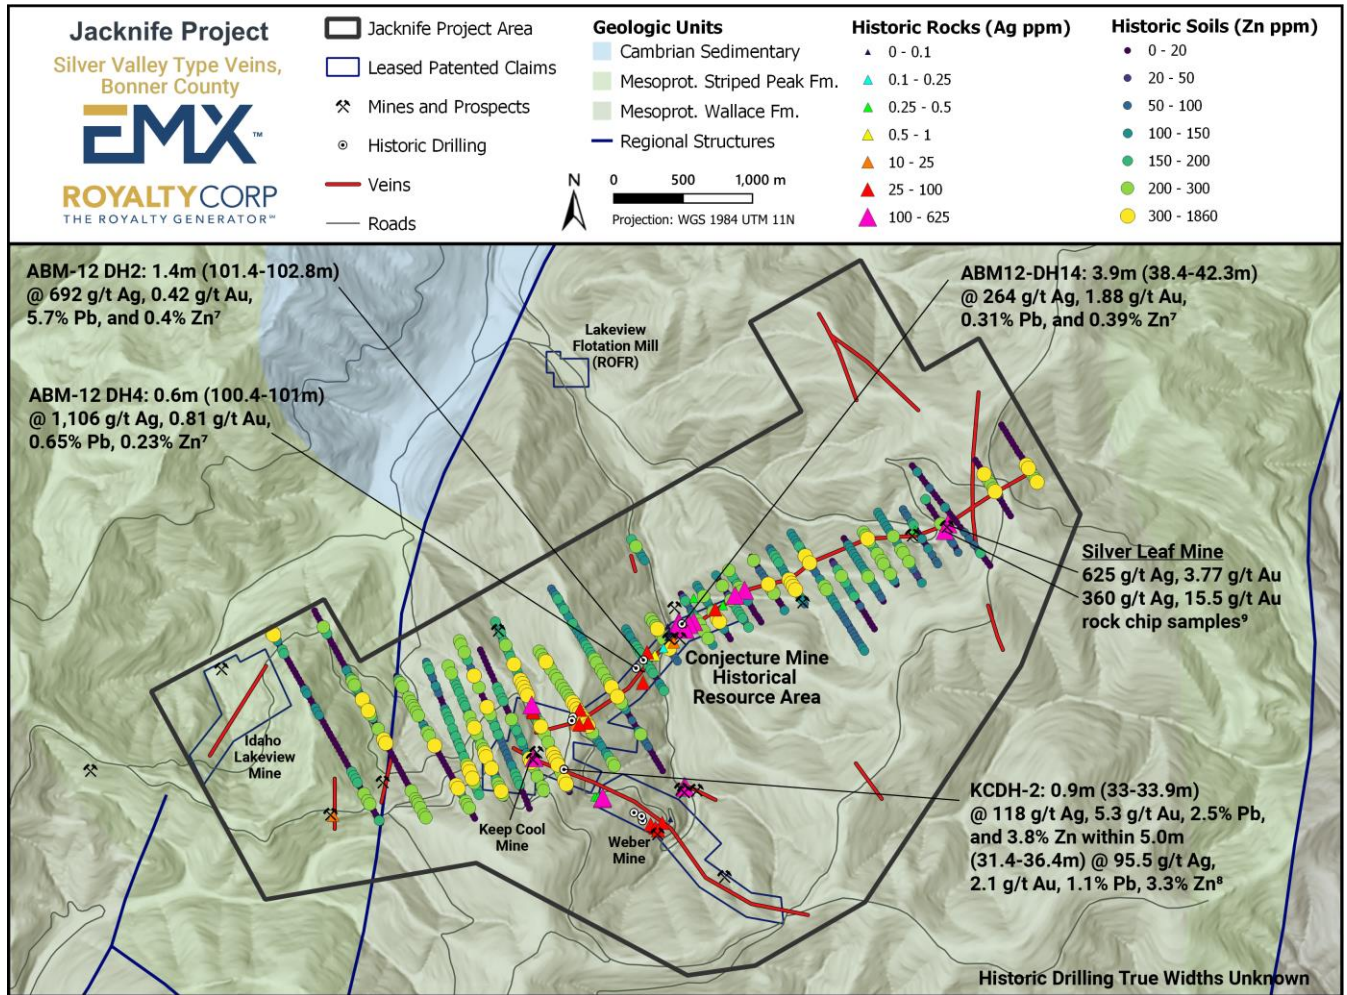 Jacknife Project
Silver Valley Type Veins,
Bonner County
EMX™
ROYALTYCORP
THE ROYALTY GENERATOR℠
Jacknife Project Area
Leased Patented Claims
Mines and Prospects
Historic Drilling
Veins
Roads
Geologic Units
Cambrian Sedimentary
Mesoprot. Striped Peak Fm.
Mesoprot. Wallace Fm.
Regional Structures
N
0 500 1,000 m
Projection: WGS 1984 UTM 11N
Historic Rocks (Ag ppm)
0 - 0.1
0.1 - 0.25
0.25 - 0.5
0.5 - 1
10 - 25
25 - 100
100 - 625
Historic Soils (Zn ppm)
0 - 20
20 - 50
50 - 100
100 - 150
150 - 200
200 - 300
300 - 1860
ABM-12 DH2: 1.4m (101.4-102.8m)
@ 692 g/t Ag, 0.42 g/t Au,
5.7% Pb, and 0.4% Zn⁷
ABM-12 DH4: 0.6m (100.4-101m)
@ 1,106 g/t Ag, 0.81 g/t Au,
0.65% Pb, 0.23% Zn⁷
Lakeview
Flotation Mill
(ROFR)
ABM12-DH14: 3.9m (38.4-42.3m)
@ 264 g/t Ag, 1.88 g/t Au,
0.31% Pb, and 0.39% Zn⁷
Silver Leaf Mine
625 g/t Ag, 3.77 g/t Au
360 g/t Ag, 15.5 g/t Au
rock chip samples⁹
Conjecture Mine
Historical
Resource Area
Idaho
Lakeview
Mine
Keep Cool
Mine
Weber
Mine
KCDH-2: 0.9m (33-33.9m)
@ 118 g/t Ag, 5.3 g/t Au, 2.5% Pb,
and 3.8% Zn within 5.0m
(31.4-36.4m) @ 95.5 g/t Ag,
2.1 g/t Au, 1.1% Pb, 3.3% Zn⁸
Historic Drilling True Widths Unknown